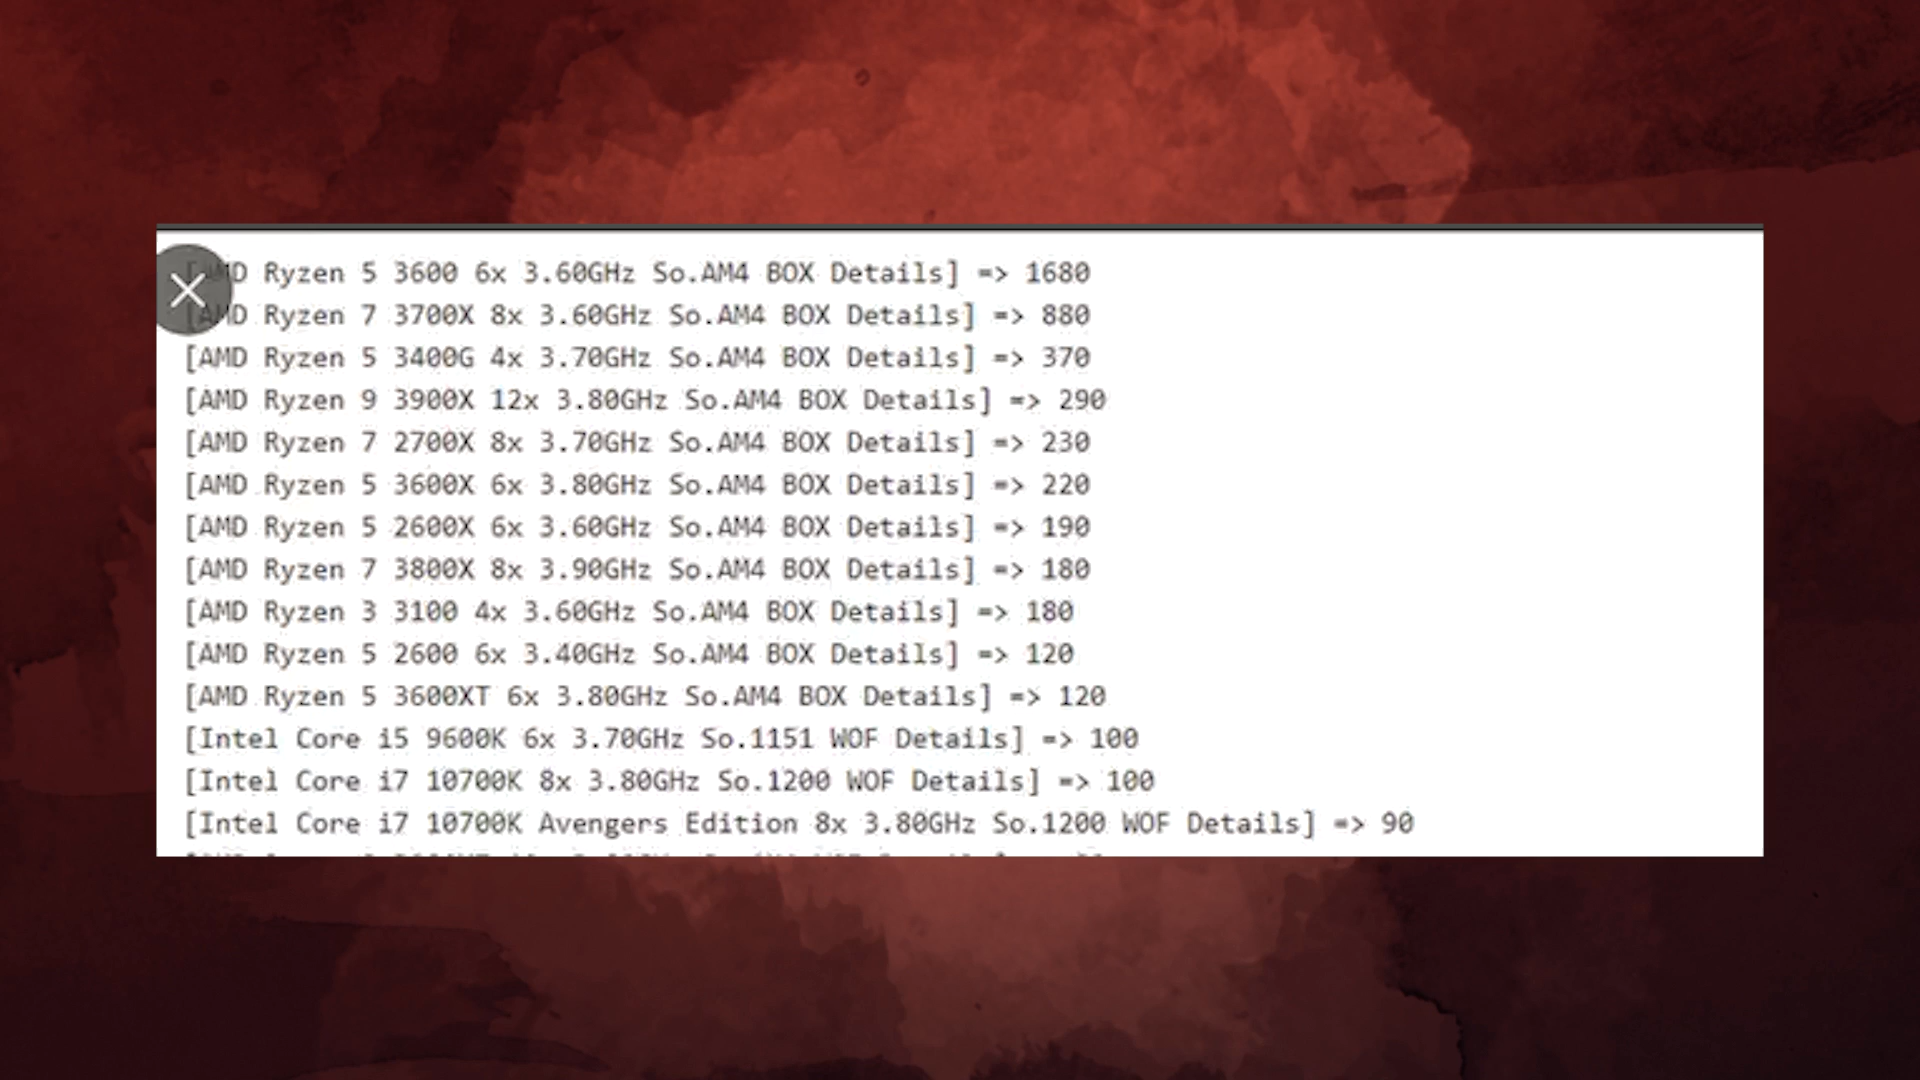 [AMD Ryzen 5 3600 6x 3.60GHz So.AM4 BOX Details] => 1680
[AMD Ryzen 7 3700X 8x 3.60GHz So.AM4 BOX Details] => 880
[AMD Ryzen 5 3400G 4x 3.70GHz So.AM4 BOX Details] => 370
[AMD Ryzen 9 3900X 12x 3.80GHz So.AM4 BOX Details] => 290
[AMD Ryzen 7 2700X 8x 3.70GHz So.AM4 BOX Details] => 230
[AMD Ryzen 5 3600X 6x 3.80GHz So.AM4 BOX Details] => 220
[AMD Ryzen 5 2600X 6x 3.60GHz So.AM4 BOX Details] => 190
[AMD Ryzen 7 3800X 8x 3.90GHz So.AM4 BOX Details] => 180
[AMD Ryzen 3 3100 4x 3.60GHz So.AM4 BOX Details] => 180
[AMD Ryzen 5 2600 6x 3.40GHz So.AM4 BOX Details] => 120
[AMD Ryzen 5 3600XT 6x 3.80GHz So.AM4 BOX Details] => 120
[Intel Core i5 9600K 6x 3.70GHz So.1151 WOF Details] => 100
[Intel Core i7 10700K 8x 3.80GHz So.1200 WOF Details] => 100
[Intel Core i7 10700K Avengers Edition 8x 3.80GHz So.1200 WOF Details] => 90